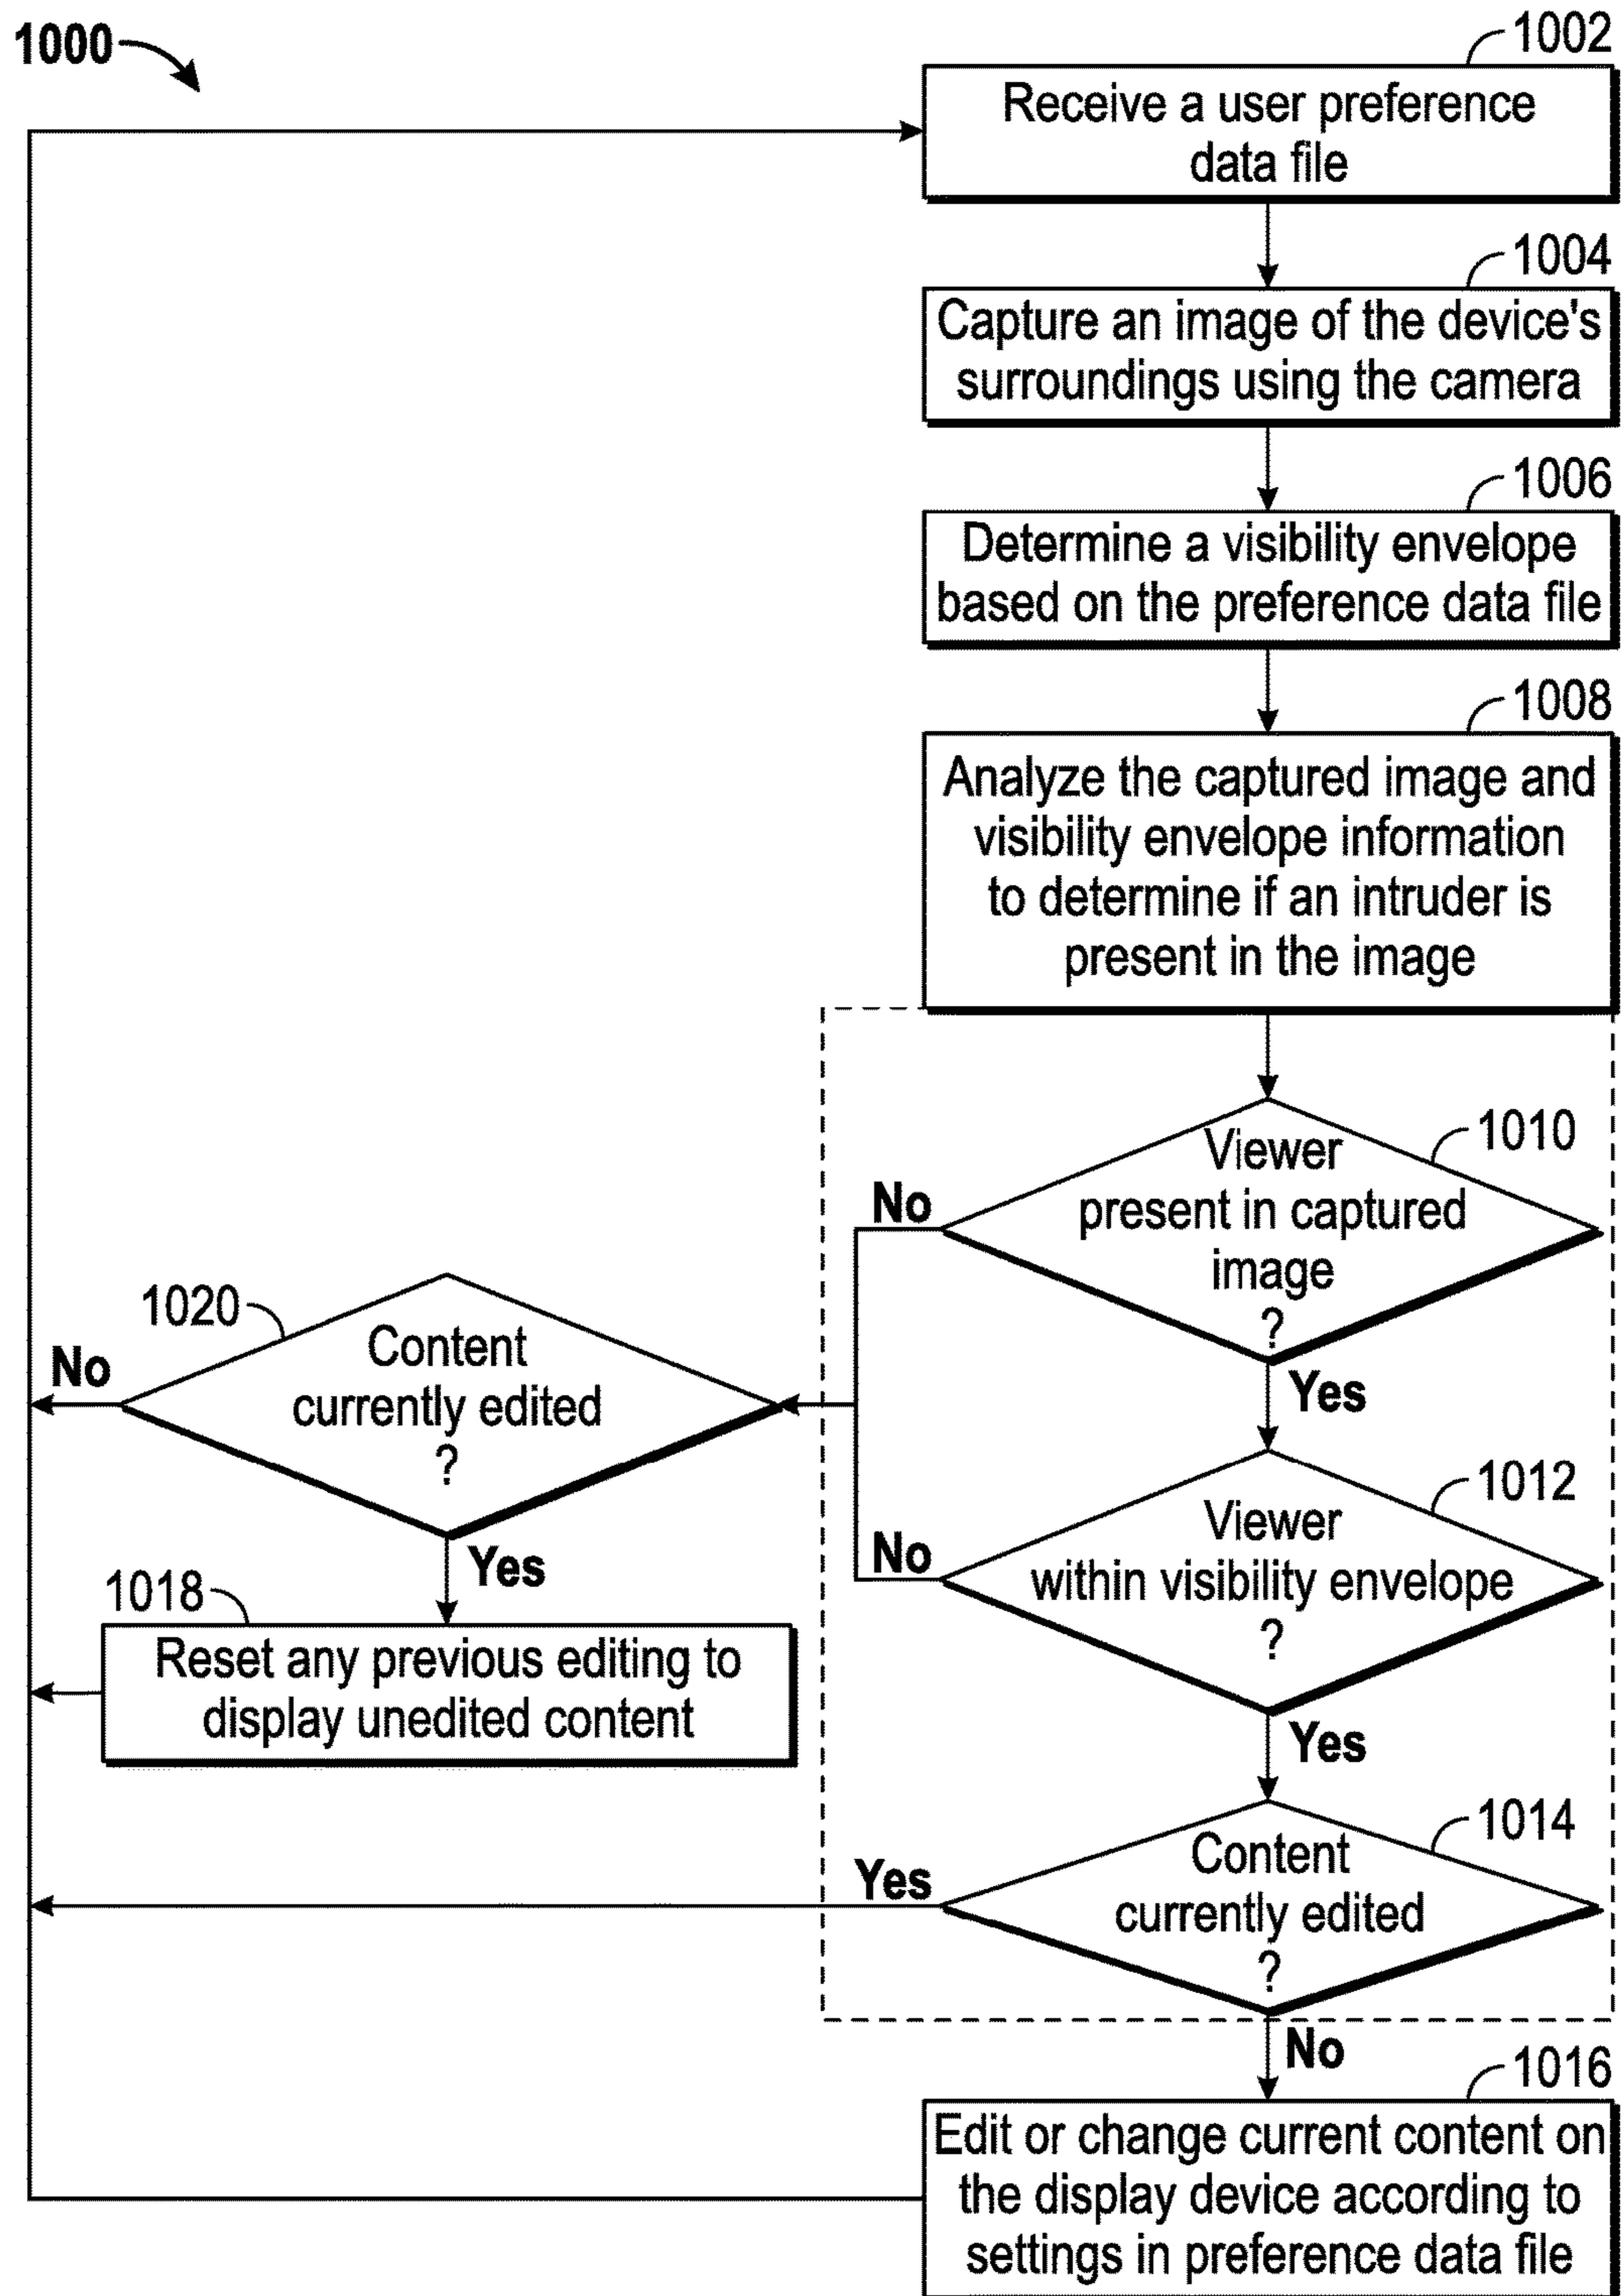 1000
1002
Receive a user preference
data file
1004
Capture an image of the device's
surroundings using the camera
1006
Determine a visibility envelope
based on the preference data file
1008
Analyze the captured image and
visibility envelope information
to determine if an intruder is
present in the image
1010
Viewer
present in captured
image
?
No
Yes
1020
Content
currently edited
?
No
Yes
1012
Viewer
within visibility envelope
?
No
Yes
1018
Reset any previous editing to
display unedited content
1014
Content
currently edited
?
Yes
No
1016
Edit or change current content on
the display device according to
settings in preference data file